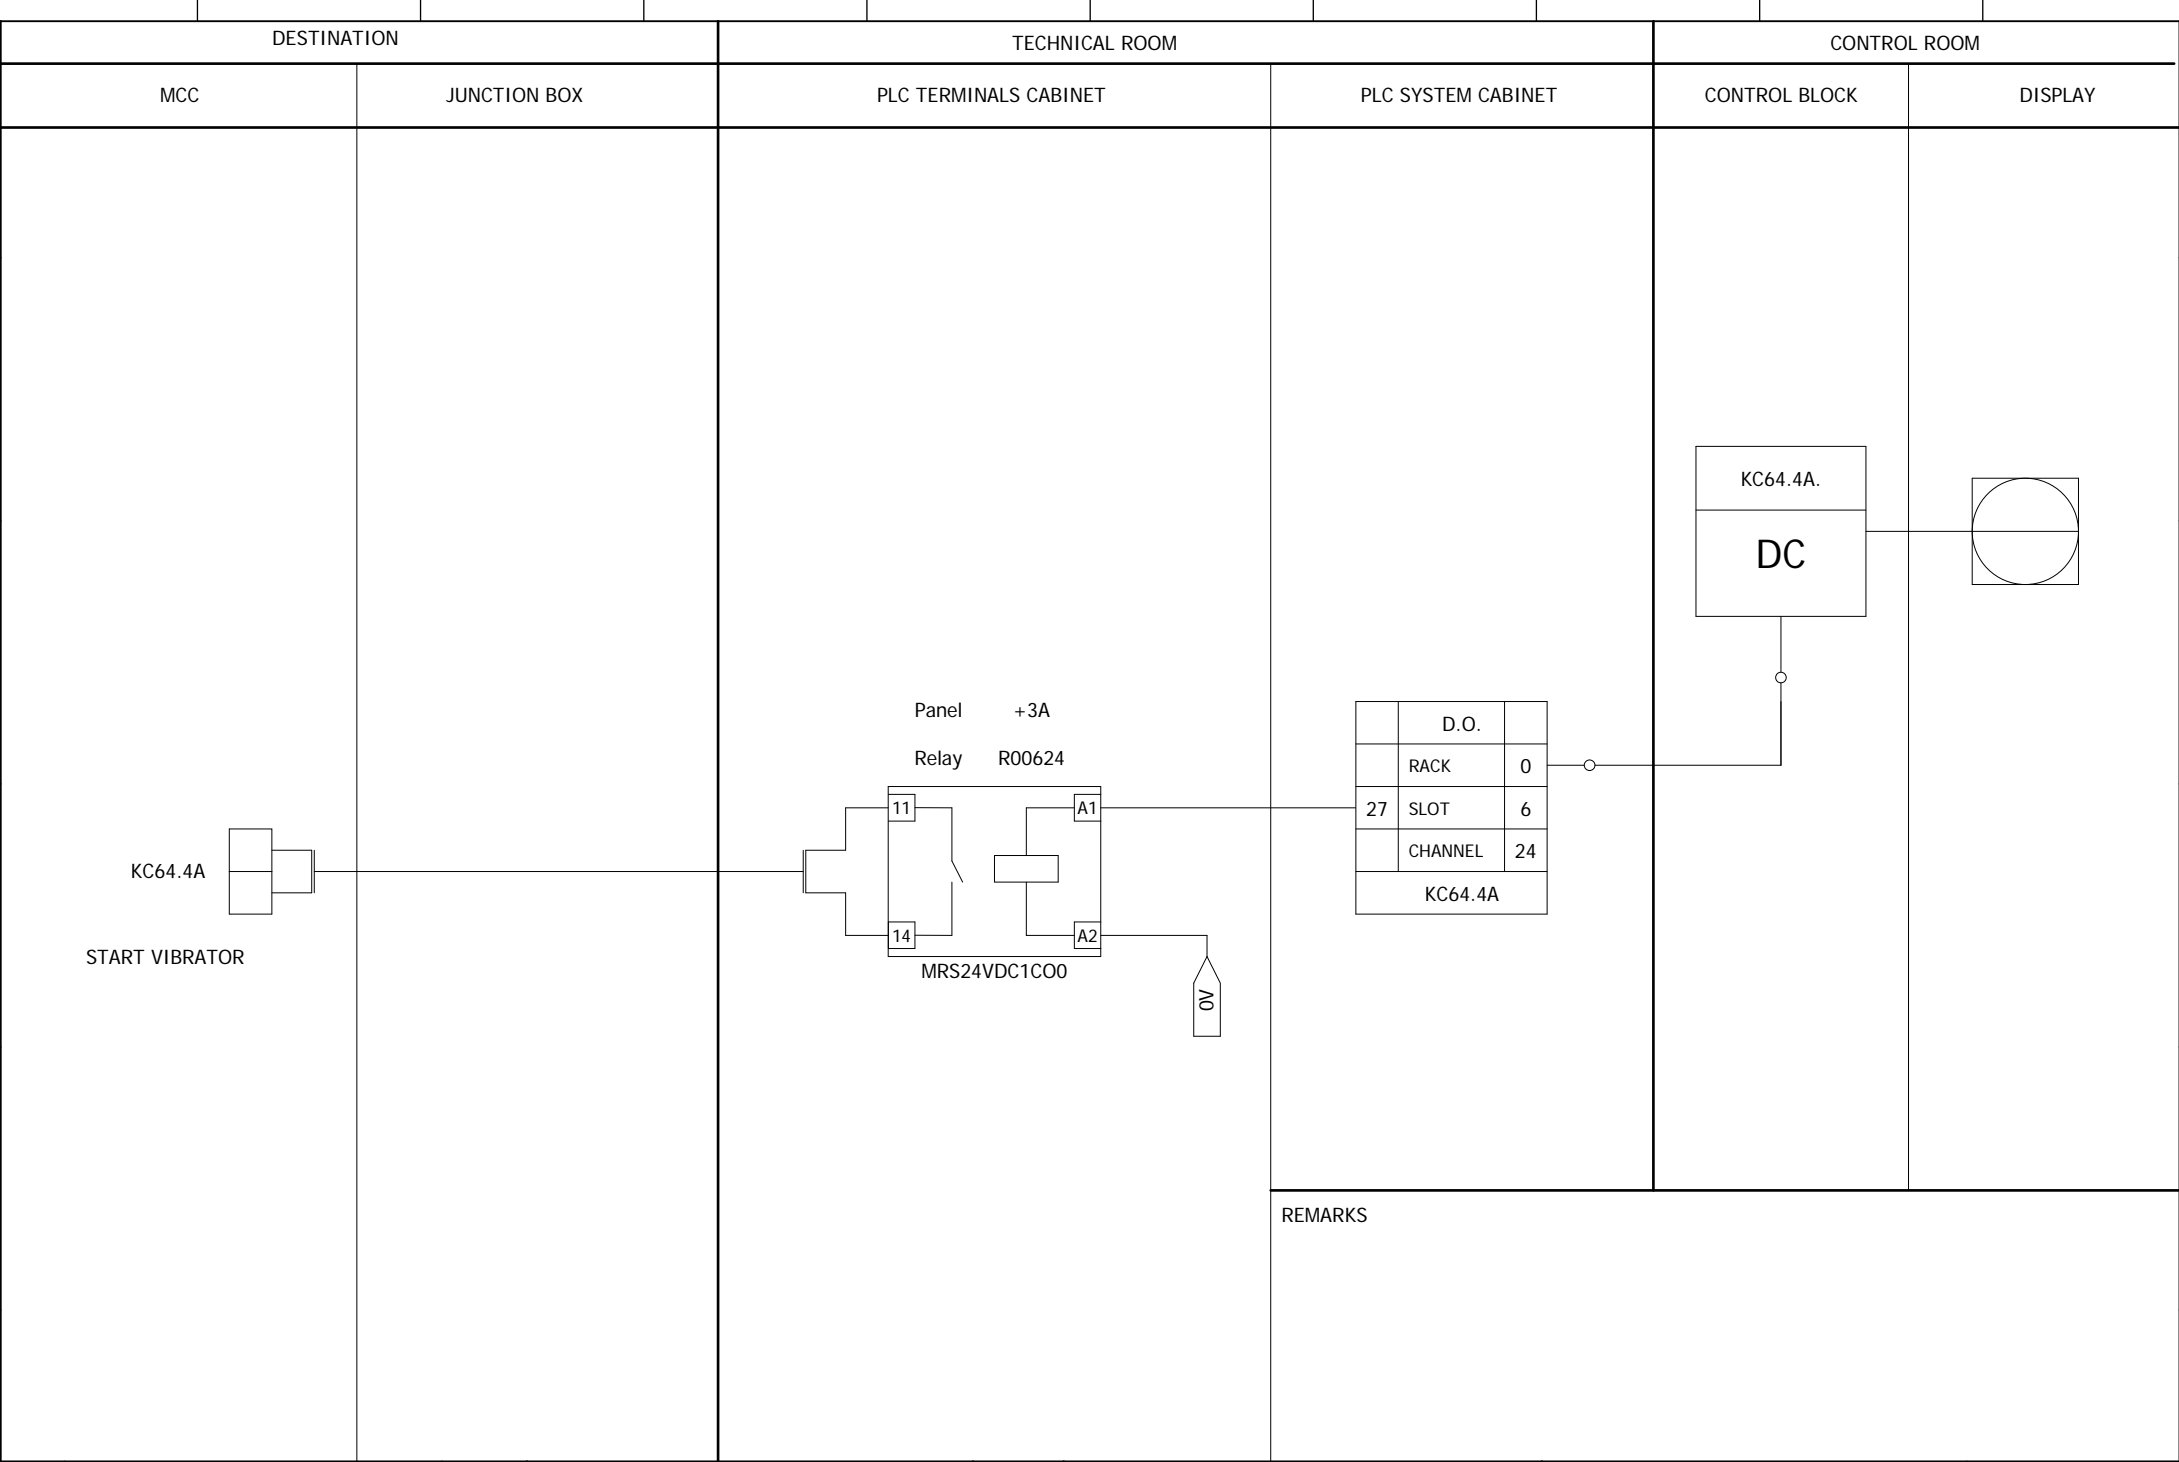 DESTINATION
TECHNICAL ROOM
CONTROL ROOM
MCC
JUNCTION BOX
PLC TERMINALS CABINET
PLC SYSTEM CABINET
CONTROL BLOCK
DISPLAY
KC64.4A.
DC
Panel +3A
Relay R00624
11
A1
14
A2
MRS24VDC1CO0
0V
D.O.
RACK 0
27 SLOT 6
CHANNEL 24
KC64.4A
KC64.4A
START VIBRATOR
REMARKS